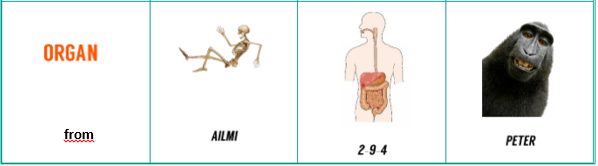 ORGAN
from
AILMI
2-9-4
PETER